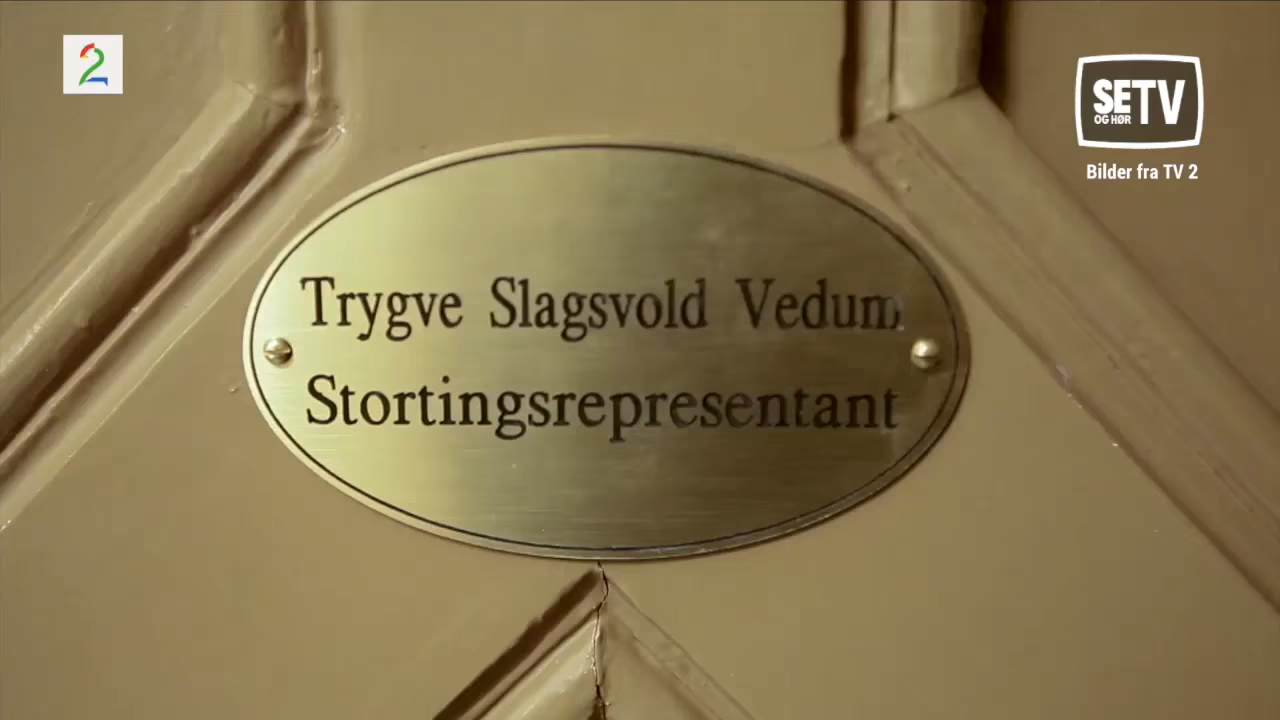 2
SETV
OG HØR
Bilder fra TV 2
Trygve Slagsvold Vedum
Stortingsrepresentant